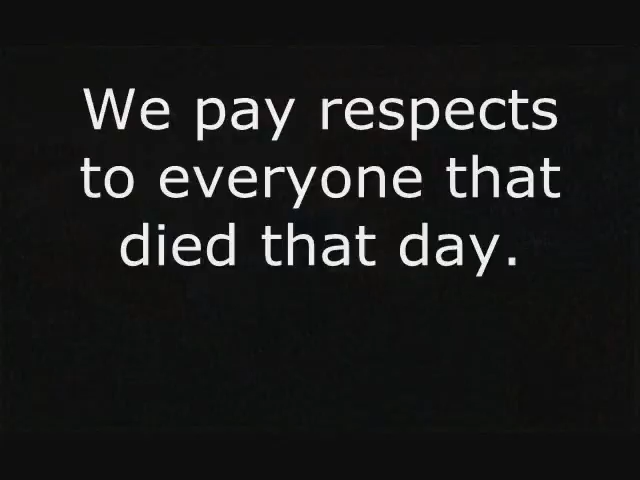 We pay respects
to everyone that
died that day.